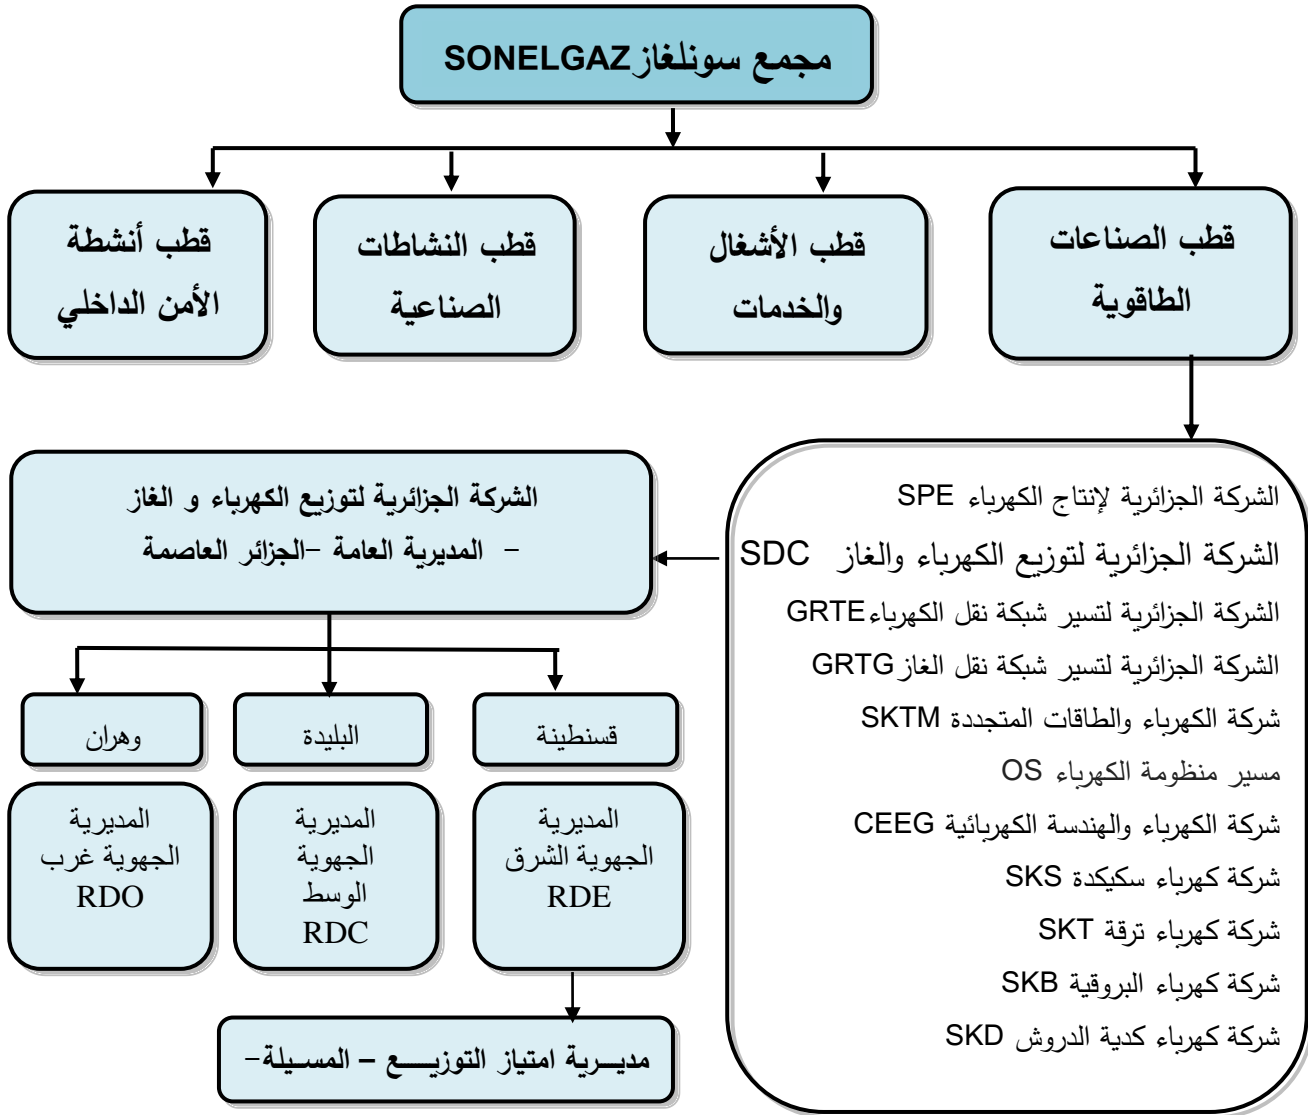 مجمع سونلغاز SONELGAZ
قطب الصناعات
الطاقوية
قطب الأشغال
والخدمات
قطب النشاطات
الصناعية
قطب أنشطة
الأمن الداخلي
الشركة الجزائرية لإنتاج الكهرباء SPE
الشركة الجزائرية لتوزيع الكهرباء والغاز SDC
الشركة الجزائرية لتسير شبكة نقل الكهرباء GRTE
الشركة الجزائرية لتسير شبكة نقل الغاز GRTG
شركة الكهرباء والطاقات المتجددة SKTM
مسير منظومة الكهرباء OS
شركة الكهرباء والهندسة الكهربائية CEEG
شركة كهرباء سكيكدة SKS
شركة كهرباء ترقة SKT
شركة كهرباء البروقية SKB
شركة كهرباء كدية الدروش SKD
الشركة الجزائرية لتوزيع الكهرباء و الغاز
- المديرية العامة –الجزائر العاصمة
قسنطينة
البليدة
وهران
المديرية
الجهوية الشرق
RDE
المديرية
الجهوية
الوسط
RDC
المديرية
الجهوية غرب
RDO
مديـــرية امتياز التوزيـــــع – المسـيلة-